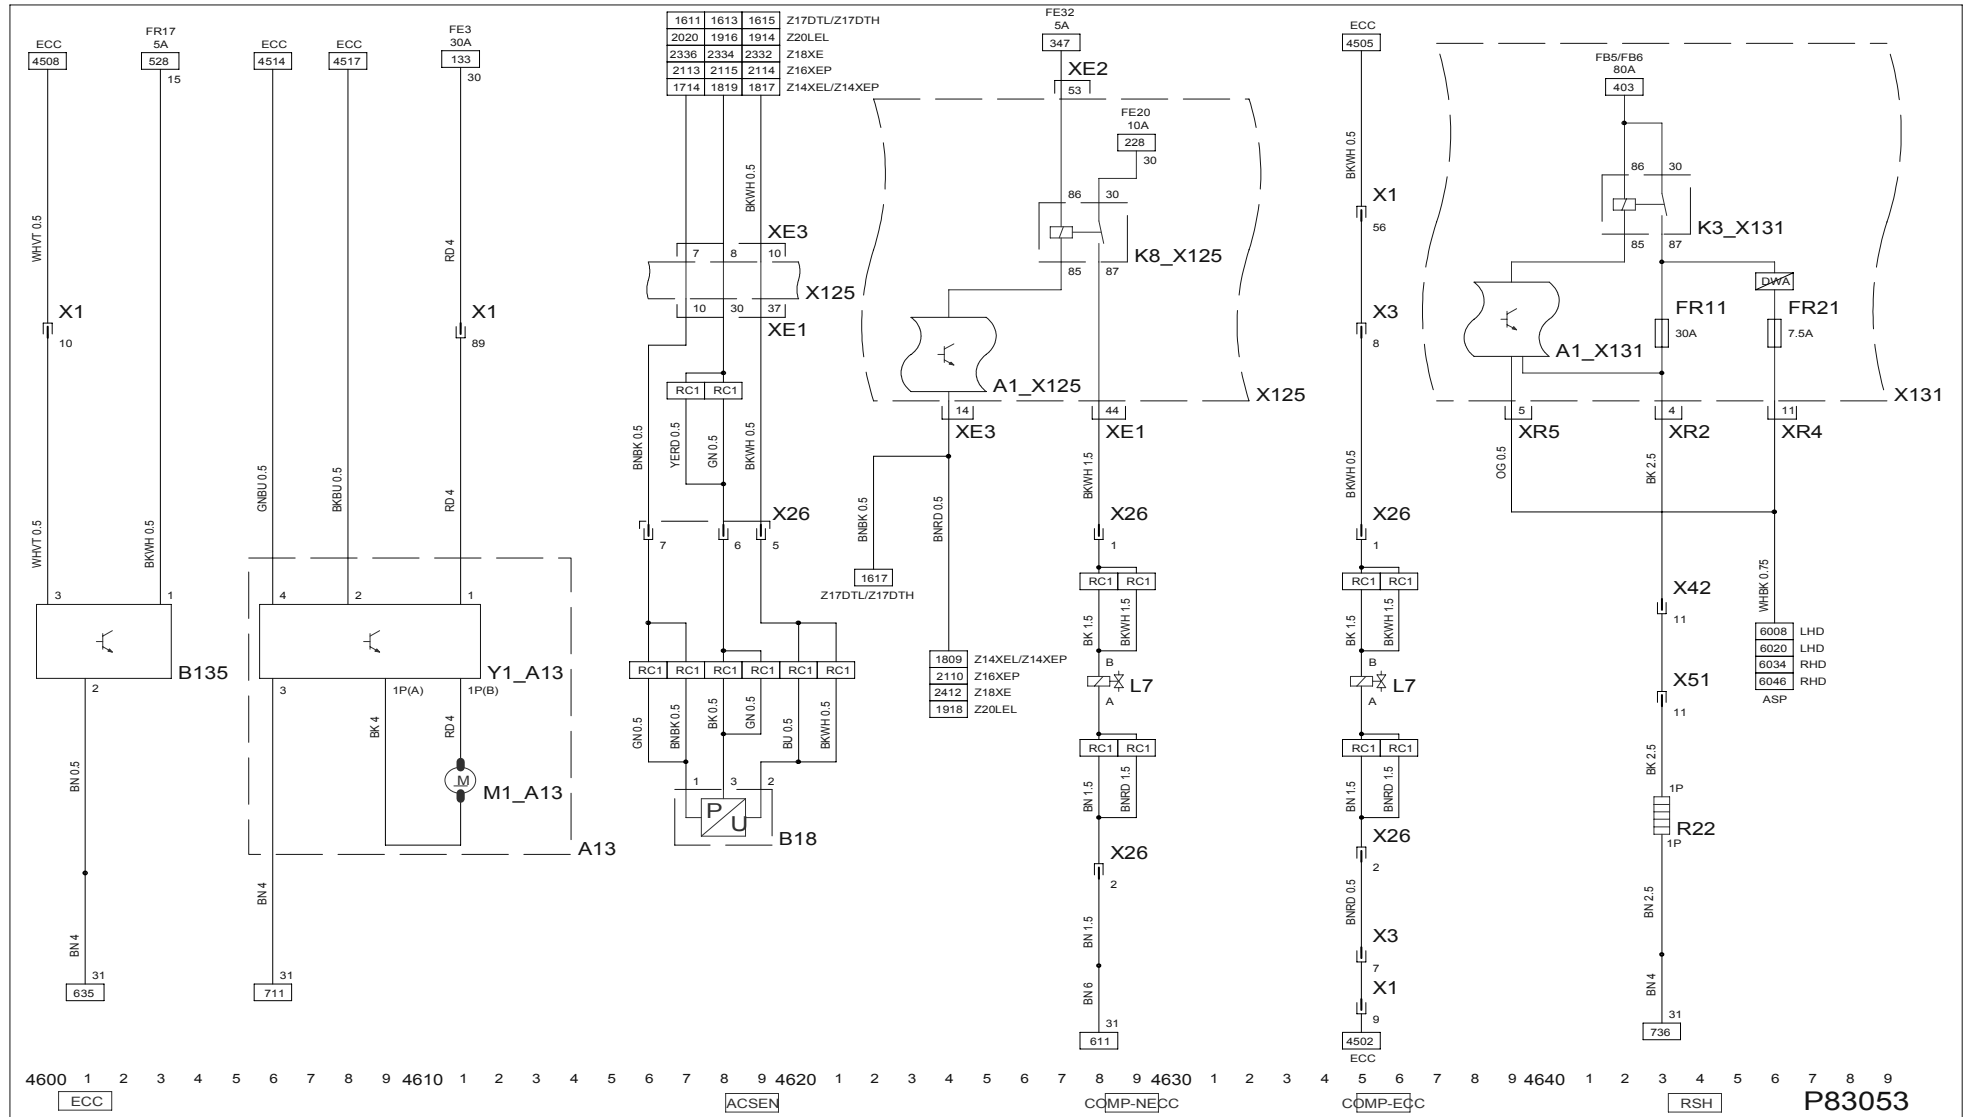 ECC
4508
FR17
5A
528
15
ECC
4514
ECC
4517
FE3
30A
133
30
1611 1613 1615 Z17DTL/Z17DTH
2020 1916 1914 Z20LEL
2336 2334 2332 Z18XE
2113 2115 2114 Z16XEP
1714 1819 1817 Z14XEL/Z14XEP
FE32
5A
347
XE2
53
FE20
10A
228
30
ECC
4505
FB5/FB6
80A
403
WHVT 0.5
X1
10
WHVT 0.5
BKWH 0.5
3 1
B135
2
BN 0.5
BN 4
31
635
GNBU 0.5
BKBU 0.5
RD 4
X1
89
RD 4
4 2 1
Y1_A13
3 1P(A) 1P(B)
BK 4
RD 4
M
M1_A13
A13
BN 4
31
711
BKWH 0.5
XE3
7 8 10
X125
10 30 37
XE1
RC1 RC1
BNBK 0.5
YERD 0.5
GN 0.5
BKWH 0.5
X26
7 6 5
RC1 RC1 RC1 RC1 RC1 RC1
GN 0.5
BNBK 0.5
BK 0.5
GN 0.5
BU 0.5
BKWH 0.5
1 3 2
P
U
B18
86 30
K8_X125
85 87
A1_X125
X125
14
XE3
44
XE1
BNBK 0.5
BNRD 0.5
1617
Z17DTL/Z17DTH
1809 Z14XEL/Z14XEP
2110 Z16XEP
2412 Z18XE
1918 Z20LEL
BKWH 1.5
X26
1
RC1 RC1
BK 1.5
BKWH 1.5
B
L7
A
RC1 RC1
BN 1.5
BNRD 1.5
X26
2
BN 1.5
BN 6
31
611
BKWH 0.5
X1
56
X3
8
BKWH 0.5
X26
1
RC1 RC1
BK 1.5
BKWH 1.5
B
L7
A
RC1 RC1
BN 1.5
BNRD 1.5
X26
2
BNRD 0.5
X3
7
X1
9
4502
ECC
86 30
K3_X131
85 87
DWA
FR11
30A
FR21
7.5A
A1_X131
X131
5
XR5
4
XR2
11
XR4
OG 0.5
BK 2.5
X42
11
X51
11
BK 2.5
1P
R22
1P
BN 2.5
BN 4
31
736
WHBK 0.75
6008 LHD
6020 LHD
6034 RHD
6046 RHD
ASP
4600 1 2 3 4 5 6 7 8 9 4610 1 2 3 4 5 6 7 8 9 4620 1 2 3 4 5 6 7 8 9 4630 1 2 3 4 5 6 7 8 9 4640 1 2 3 4 5 6 7 8 9
ECC ACSEN COMP-NECC COMP-ECC RSH P83053